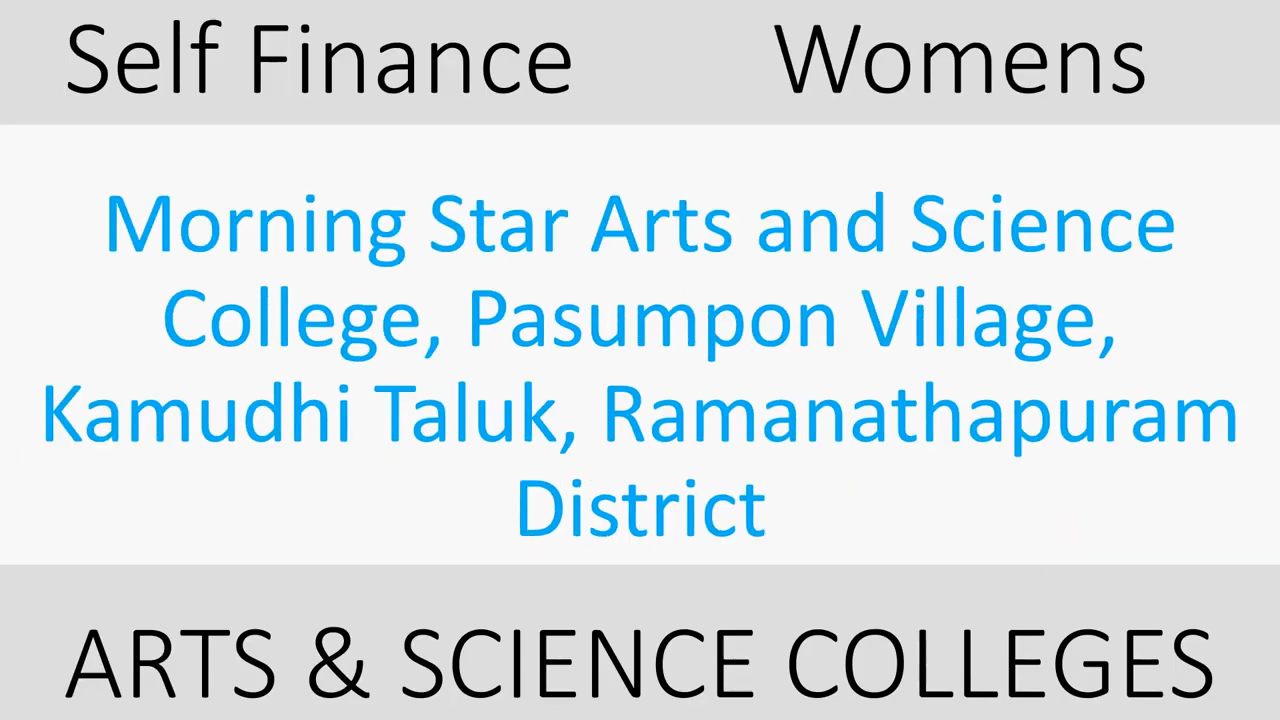 Self Finance Womens
Morning Star Arts and Science
College, Pasumpon Village,
Kamudhi Taluk, Ramanathapuram
District
ARTS & SCIENCE COLLEGES